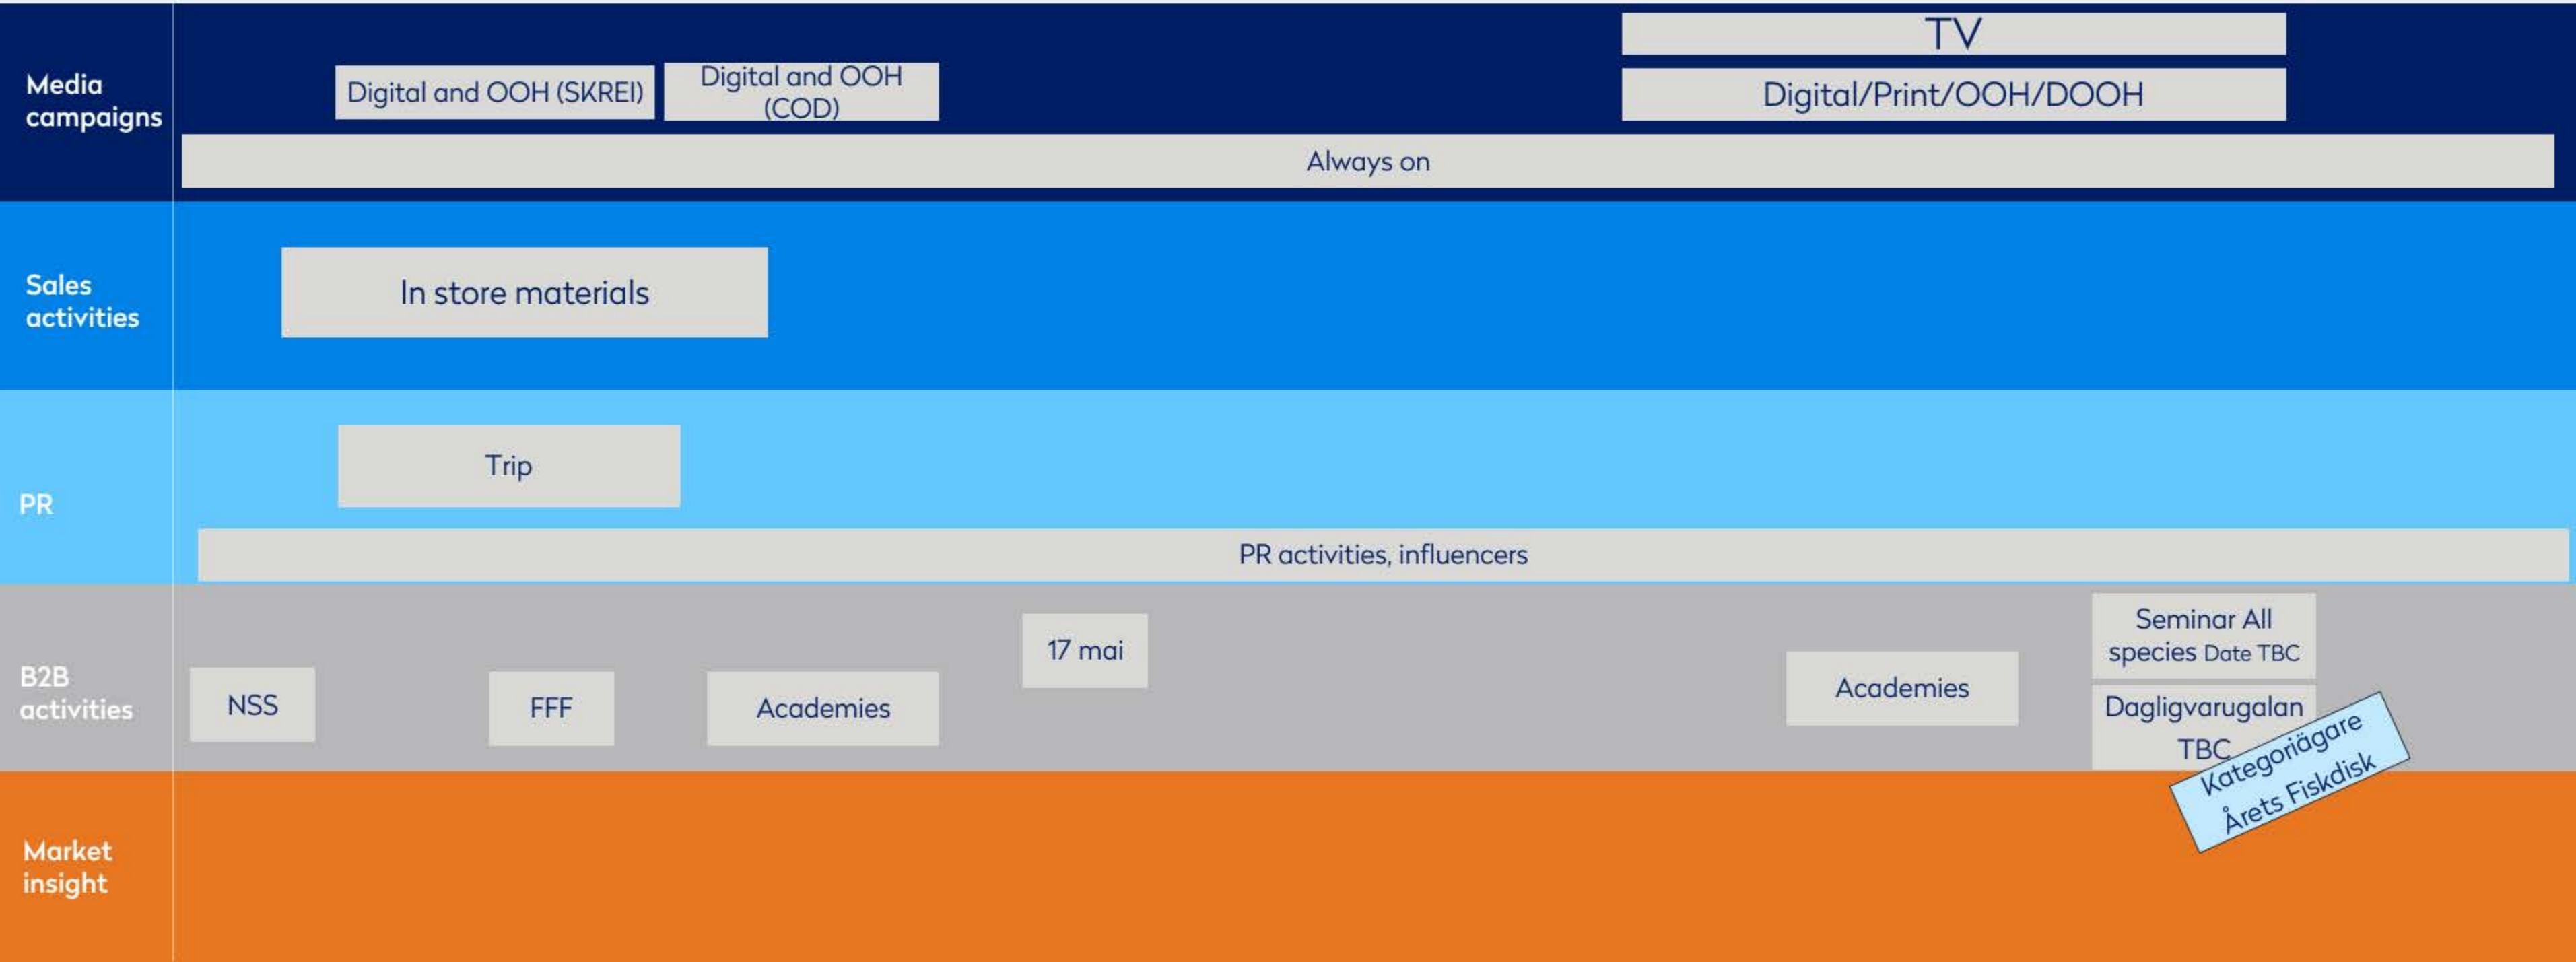 Media
campaigns
TV
Digital and OOH (SKREI)
Digital and OOH
(COD)
Digital/Print/OOH/DOOH
Always on
Sales
activities
In store materials
PR
Trip
PR activities, influencers
B2B
activities
NSS
FFF
Academies
17 mai
Academies
Seminar All
species Date TBC
Dagligvarugalan
TBC
Kategoriägare
Årets Fiskdisk
Market
insight